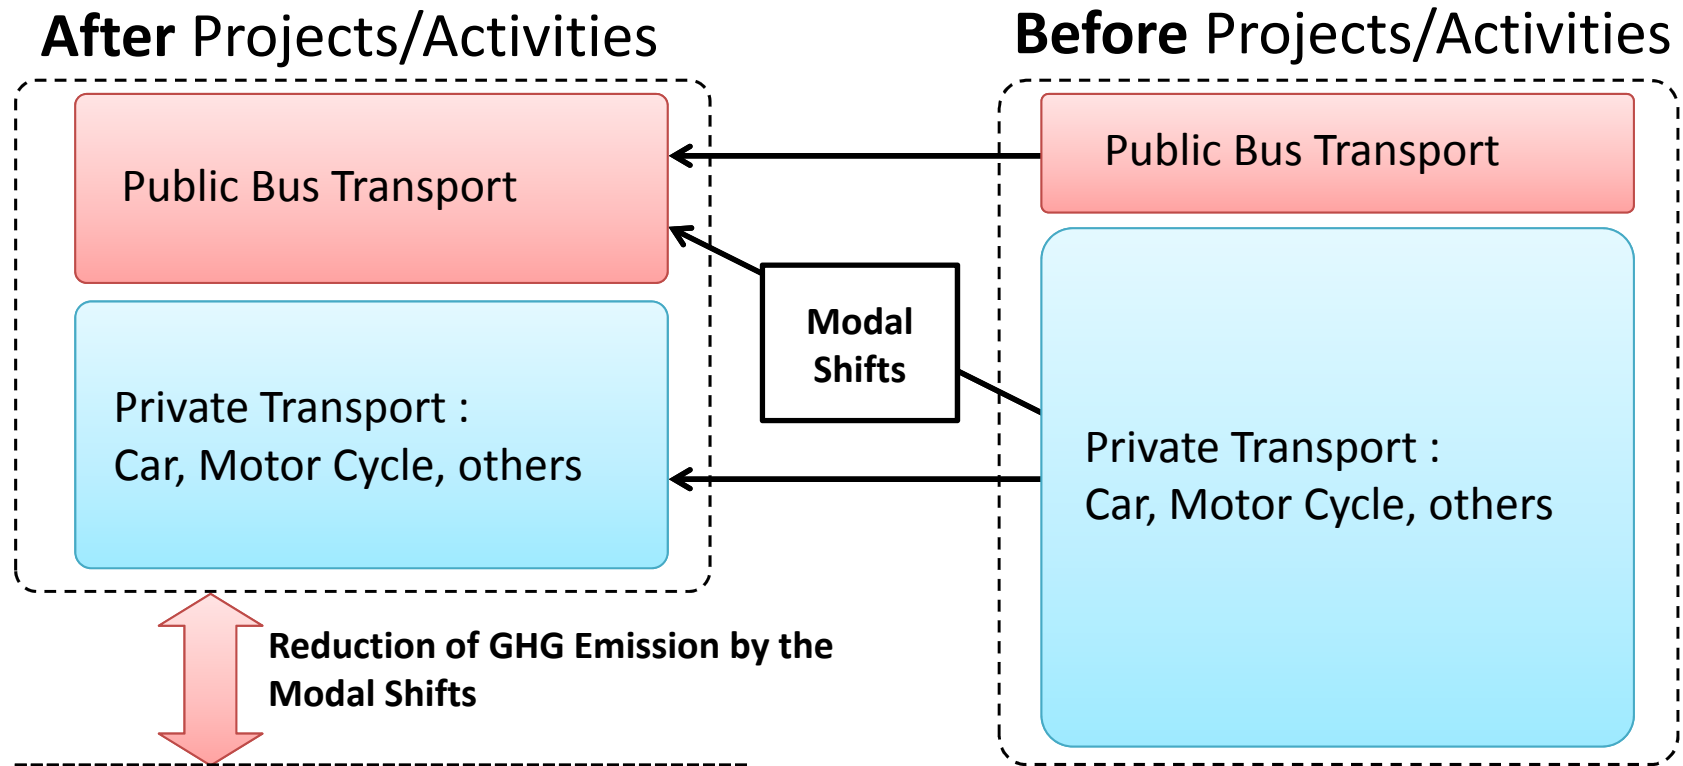 After Projects/Activities
Before Projects/Activities
Public Bus Transport
Public Bus Transport
Modal
Shifts
Private Transport :
Car, Motor Cycle, others
Private Transport :
Car, Motor Cycle, others
Reduction of GHG Emission by the
Modal Shifts